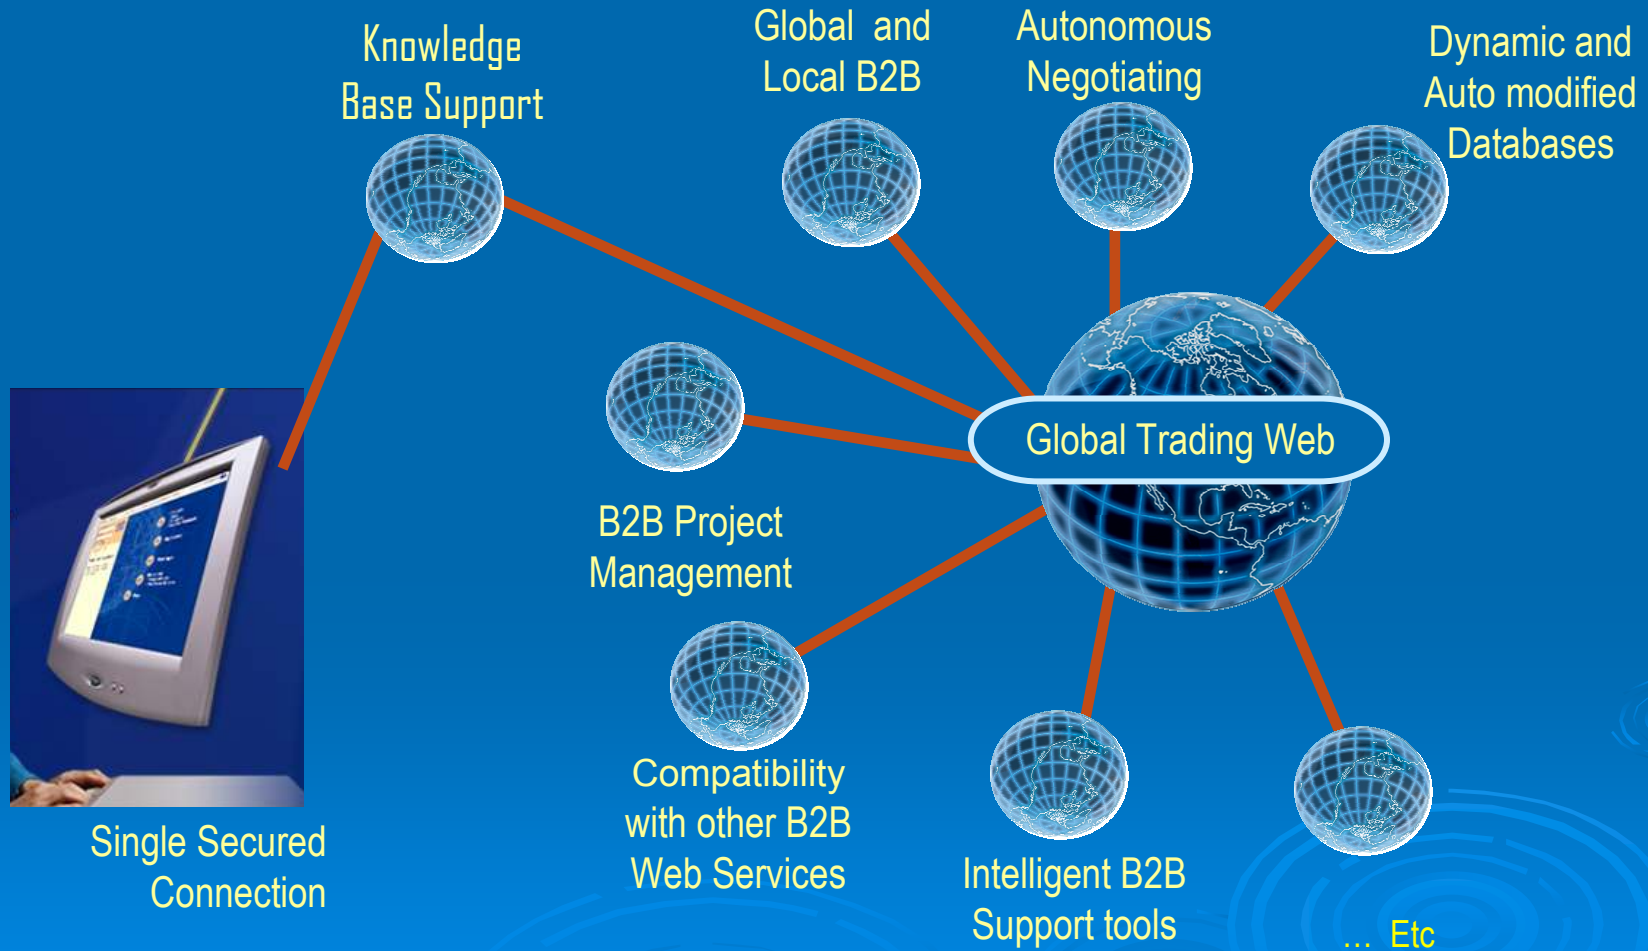 Knowledge
Base Support
Global and
Local B2B
Autonomous
Negotiating
Dynamic and
Auto modified
Databases
Global Trading Web
B2B Project
Management
Compatibility
with other B2B
Web Services
Single Secured
Connection
Intelligent B2B
Support tools
... Etc